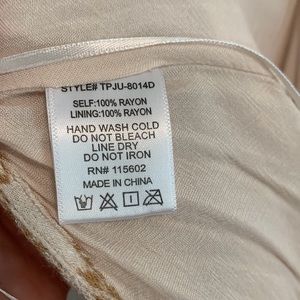 STYLE# TPJU-8014D
SELF:100% RAYON
LINING:100% RAYON
HAND WASH COLD
DO NOT BLEACH
LINE DRY
DO NOT IRON
RN# 115602
MADE IN CHINA